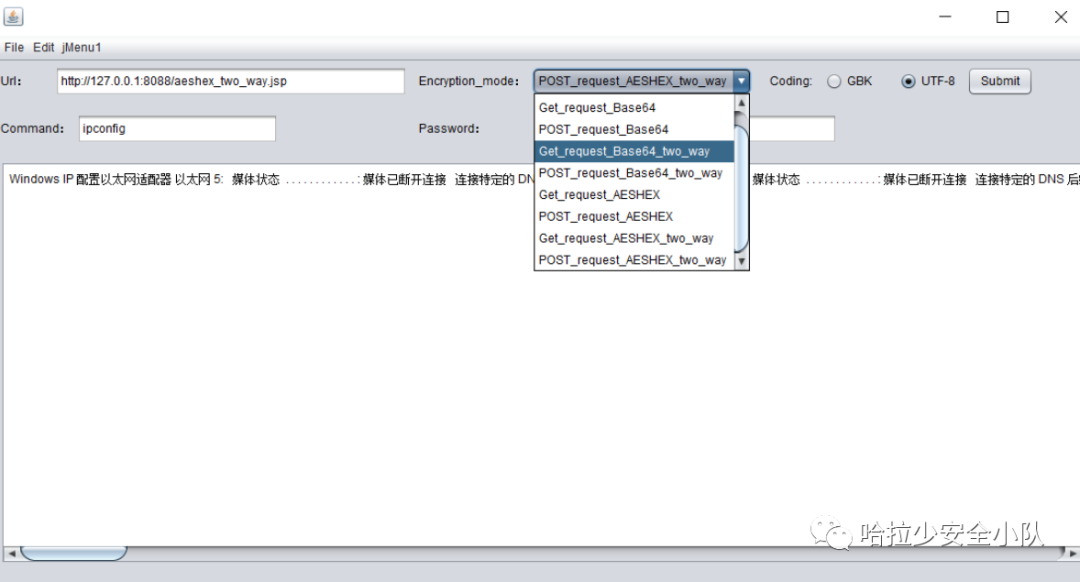 File Edit jMenu1
Url: http://127.0.0.1:8088/aeshex_two_way.jsp Encryption_mode: POST_request_AESHEX_two_way Coding: GBK UTF-8 Submit
Command: ipconfig Password:
Get_request_Base64
POST_request_Base64
Get_request_Base64_two_way
POST_request_Base64_two_way
Get_request_AESHEX
POST_request_AESHEX
Get_request_AESHEX_two_way
POST_request_AESHEX_two_way
Windows IP 配置以太网适配器 以太网 5: 媒体状态 . . . . . . . . . . . . : 媒体已断开连接 连接特定的 DN 媒体状态 . . . . . . . . . . . . : 媒体已断开连接 连接特定的 DNS 后
哈拉少安全小队